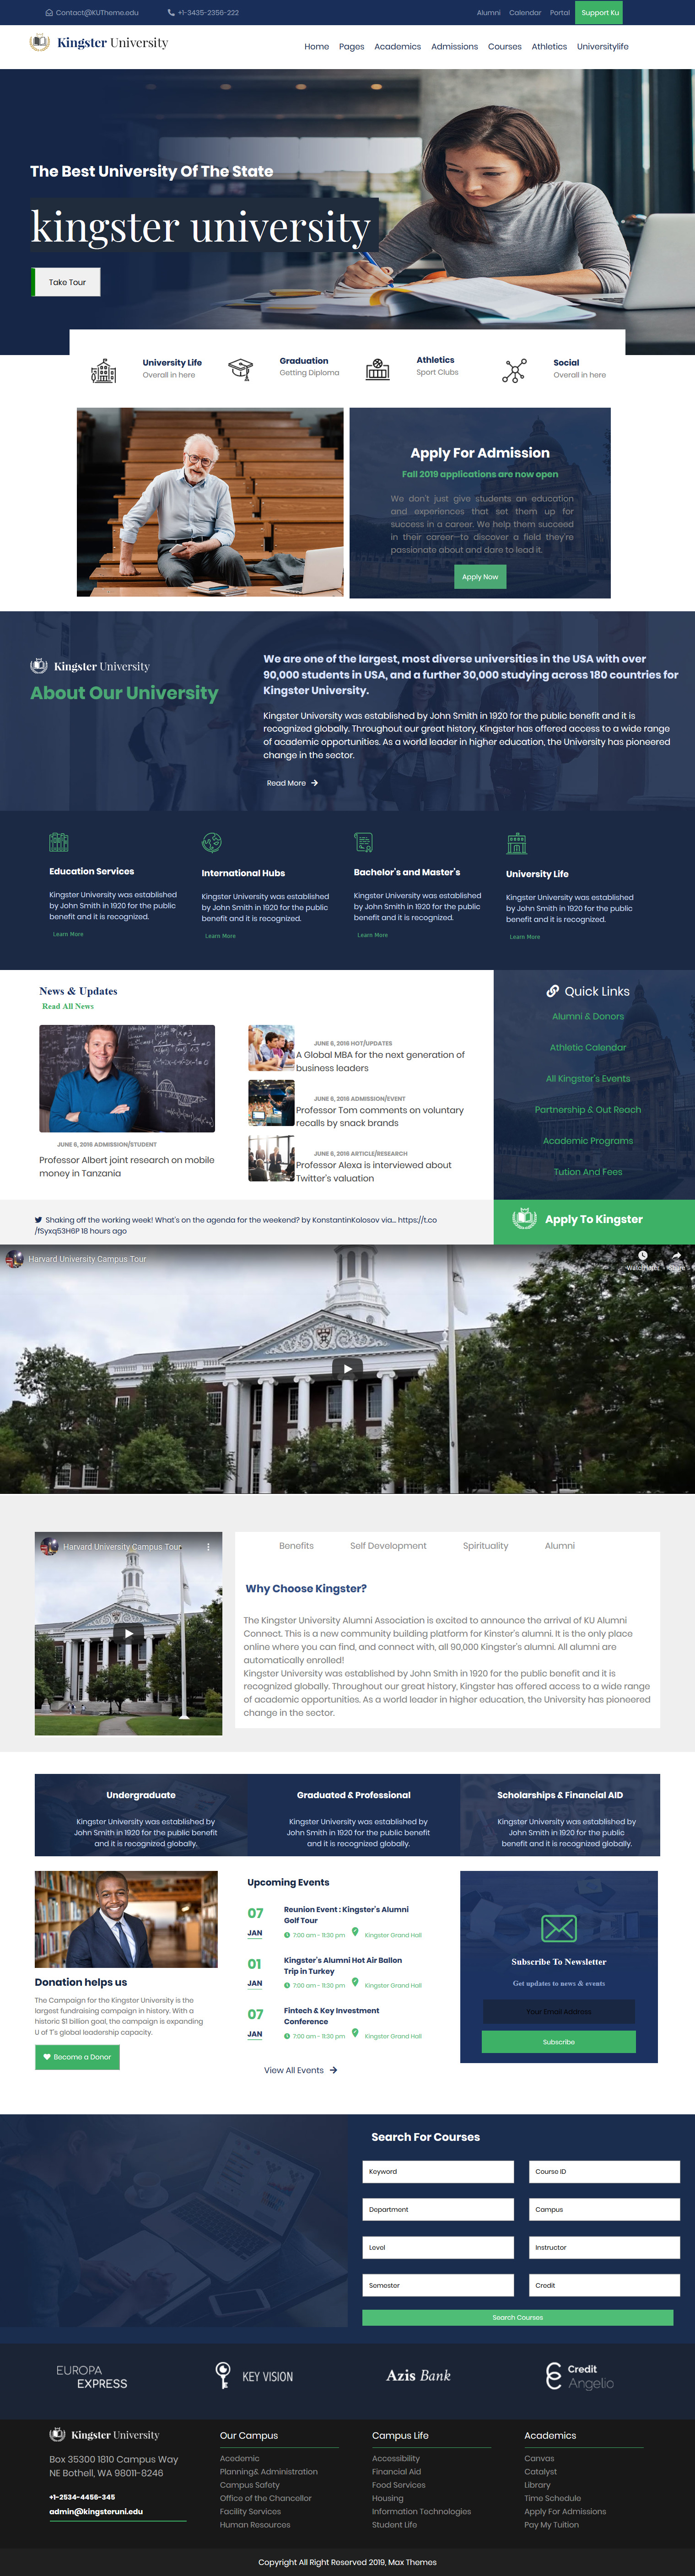 Contact@KUTheme.edu
+1-3435-2356-222
Alumni Calendar Portal Support Ku
Kingster University
Home Pages Academics Admissions Courses Athletics Universitylife
The Best University Of The State
kingster university
Take Tour
University Life
Overall in here
Graduation
Getting Diploma
Athletics
Sport Clubs
Social
Overall in here
Apply For Admission
Fall 2019 applications are now open
We don't just give students an education
and experiences that set them up for
success in a career. We help them succeed
in their career—to discover a field they're
passionate about and dare to lead it.
Apply Now
Kingster University
About Our University
We are one of the largest, most diverse universities in the USA with over
90,000 students in USA, and a further 30,000 studying across 180 countries for
Kingster University.
Kingster University was established by John Smith in 1920 for the public benefit and it is
recognized globally. Throughout our great history, Kingster has offered access to a wide range
of academic opportunities. As a world leader in higher education, the University has pioneered
change in the sector.
Read More
Education Services
Kingster University was established
by John Smith in 1920 for the public
benefit and it is recognized.
Learn More
International Hubs
Kingster University was established
by John Smith in 1920 for the public
benefit and it is recognized.
Learn More
Bachelor's and Master's
Kingster University was established
by John Smith in 1920 for the public
benefit and it is recognized.
Learn More
University Life
Kingster University was established
by John Smith in 1920 for the public
benefit and it is recognized.
Learn More
News & Updates
Read All News
JUNE 6, 2016 ADMISSION/STUDENT
Professor Albert joint research on mobile
money in Tanzania
JUNE 6, 2016 HOT/UPDATES
A Global MBA for the next generation of
business leaders
JUNE 6, 2016 ADMISSION/EVENT
Professor Tom comments on voluntary
recalls by snack brands
JUNE 6, 2016 ARTICLE/RESEARCH
Professor Alexa is interviewed about
Twitter's valuation
Quick Links
Alumni & Donors
Athletic Calendar
All Kingster's Events
Partnership & Out Reach
Academic Programs
Tution And Fees
Shaking off the working week! What's on the agenda for the weekend? by KonstantinKolosov via... https://t.co
/fSyxq53H6P 18 hours ago
Apply To Kingster
Harvard University Campus Tour
Harvard University Campus Tour
Benefits Self Development Spirituality Alumni
Why Choose Kingster?
The Kingster University Alumni Association is excited to announce the arrival of KU Alumni
Connect. This is a new community building platform for Kinster's alumni. It is the only place
online where you can find, and connect with, all 90,000 Kingster's alumni. All alumni are
automatically enrolled!
Kingster University was established by John Smith in 1920 for the public benefit and it is
recognized globally. Throughout our great history, Kingster has offered access to a wide range
of academic opportunities. As a world leader in higher education, the University has pioneered
change in the sector.
Undergraduate
Kingster University was established by
John Smith in 1920 for the public benefit
and it is recognized globally.
Graduated & Professional
Kingster University was established by
John Smith in 1920 for the public benefit
and it is recognized globally.
Scholarships & Financial AID
Kingster University was established by
John Smith in 1920 for the public
benefit and it is recognized globally.
Donation helps us
The Campaign for the Kingster University is the
largest fundraising campaign in history. With a
historic $1 billion goal, the campaign is expanding
U of T's global leadership capacity.
Become a Donor
Upcoming Events
07
JAN
Reunion Event : Kingster's Alumni
Golf Tour
7:00 am - 11:30 pm Kingster Grand Hall
01
JAN
Kingster's Alumni Hot Air Ballon
Trip in Turkey
7:00 am - 11:30 pm Kingster Grand Hall
07
JAN
Fintech & Key Investment
Conference
7:00 am - 11:30 pm Kingster Grand Hall
View All Events
Subscribe To Newsletter
Get updates to news & events
Your Email Address
Subscribe
Search For Courses
Keyword
Course ID
Department
Campus
Level
Instructor
Semester
Credit
Search Courses
EUROPA
EXPRESS
KEY VISION
Azis Bank
Credit
Angelio
Kingster University
Box 35300 1810 Campus Way
NE Bothell, WA 98011-8246
+1-2534-4456-345
admin@kingsteruni.edu
Our Campus
Acedemic
Planning& Administration
Campus Safety
Office of the Chancellor
Facility Services
Human Resources
Campus Life
Accessibility
Financial Aid
Food Services
Housing
Information Technologies
Student Life
Academics
Canvas
Catalyst
Library
Time Schedule
Apply For Admissions
Pay My Tuition
Copyright All Right Reserved 2019, Max Themes